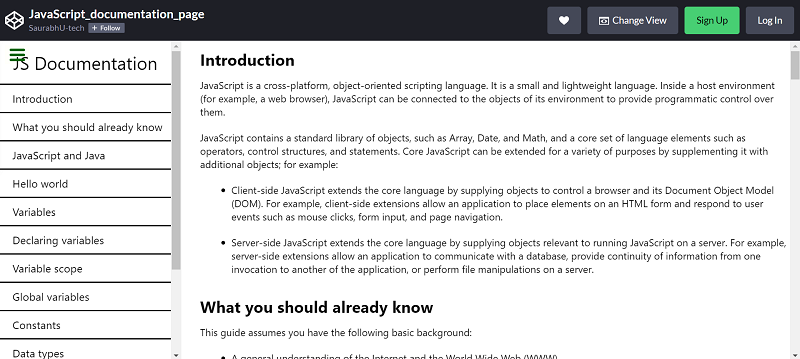 JavaScript_documentation_page
SaurabhU-tech + Follow
Change View
Sign Up
Log In
JS Documentation
Introduction
What you should already know
JavaScript and Java
Hello world
Variables
Declaring variables
Variable scope
Global variables
Constants
Data types
Introduction
JavaScript is a cross-platform, object-oriented scripting language. It is a small and lightweight language. Inside a host environment
(for example, a web browser), JavaScript can be connected to the objects of its environment to provide programmatic control over
them.
JavaScript contains a standard library of objects, such as Array, Date, and Math, and a core set of language elements such as
operators, control structures, and statements. Core JavaScript can be extended for a variety of purposes by supplementing it with
additional objects; for example:
• Client-side JavaScript extends the core language by supplying objects to control a browser and its Document Object Model
(DOM). For example, client-side extensions allow an application to place elements on an HTML form and respond to user
events such as mouse clicks, form input, and page navigation.
• Server-side JavaScript extends the core language by supplying objects relevant to running JavaScript on a server. For example,
server-side extensions allow an application to communicate with a database, provide continuity of information from one
invocation to another of the application, or perform file manipulations on a server.
What you should already know
This guide assumes you have the following basic background:
• A general understanding of the Internet and the World Wide Web (WWW).